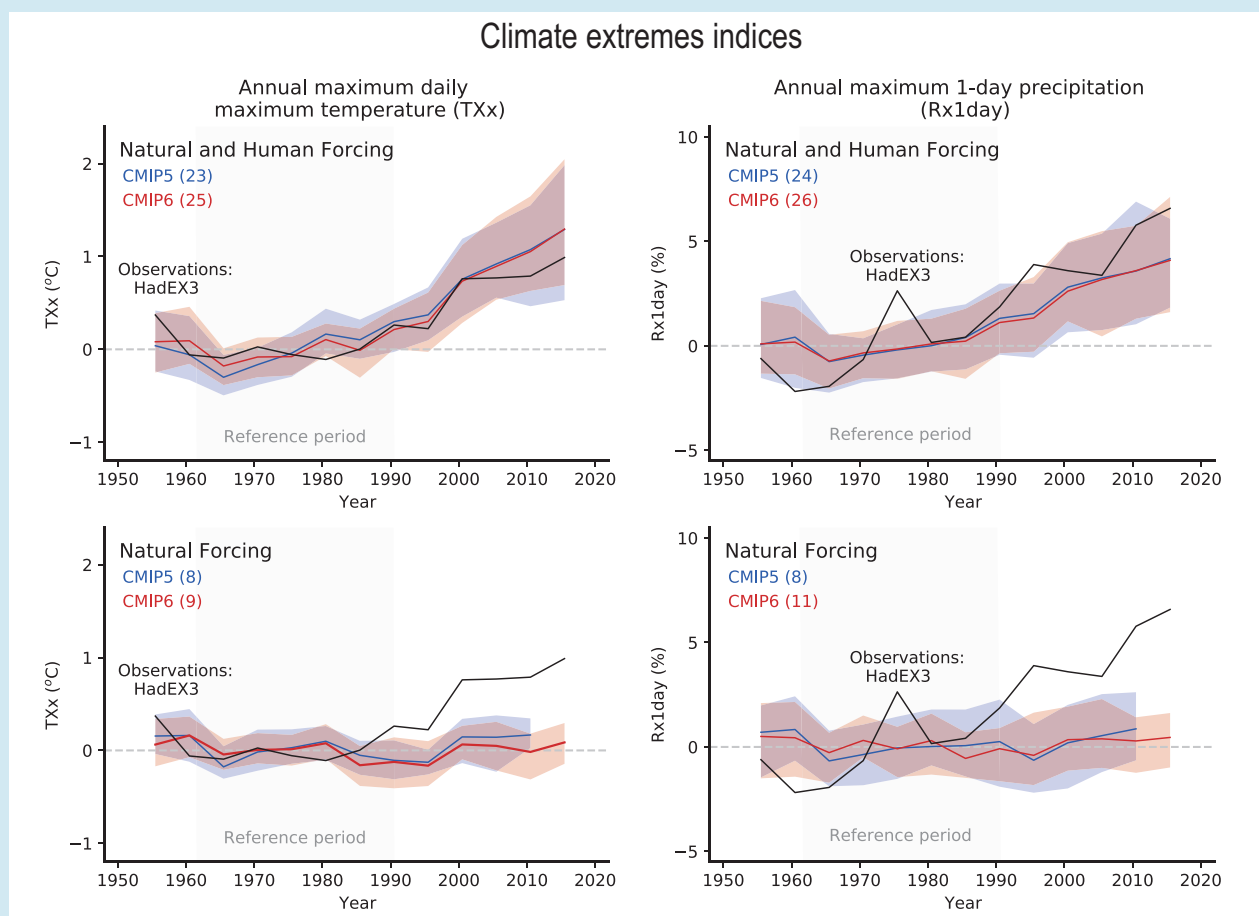 Climate extremes indices
Annual maximum daily
maximum temperature (TXx)
2
1
0
−1
TXx (°C)
Natural and Human Forcing
CMIP5 (23)
CMIP6 (25)
Observations:
HadEX3
Reference period
1950 1960 1970 1980 1990 2000 2010 2020
Year
Annual maximum 1-day precipitation
(Rx1day)
10
5
0
−5
Rx1day (%)
Natural and Human Forcing
CMIP5 (24)
CMIP6 (26)
Observations:
HadEX3
Reference period
1950 1960 1970 1980 1990 2000 2010 2020
Year
2
1
0
−1
TXx (°C)
Natural Forcing
CMIP5 (8)
CMIP6 (9)
Observations:
HadEX3
Reference period
1950 1960 1970 1980 1990 2000 2010 2020
Year
10
5
0
−5
Rx1day (%)
Natural Forcing
CMIP5 (8)
CMIP6 (11)
Observations:
HadEX3
Reference period
1950 1960 1970 1980 1990 2000 2010 2020
Year